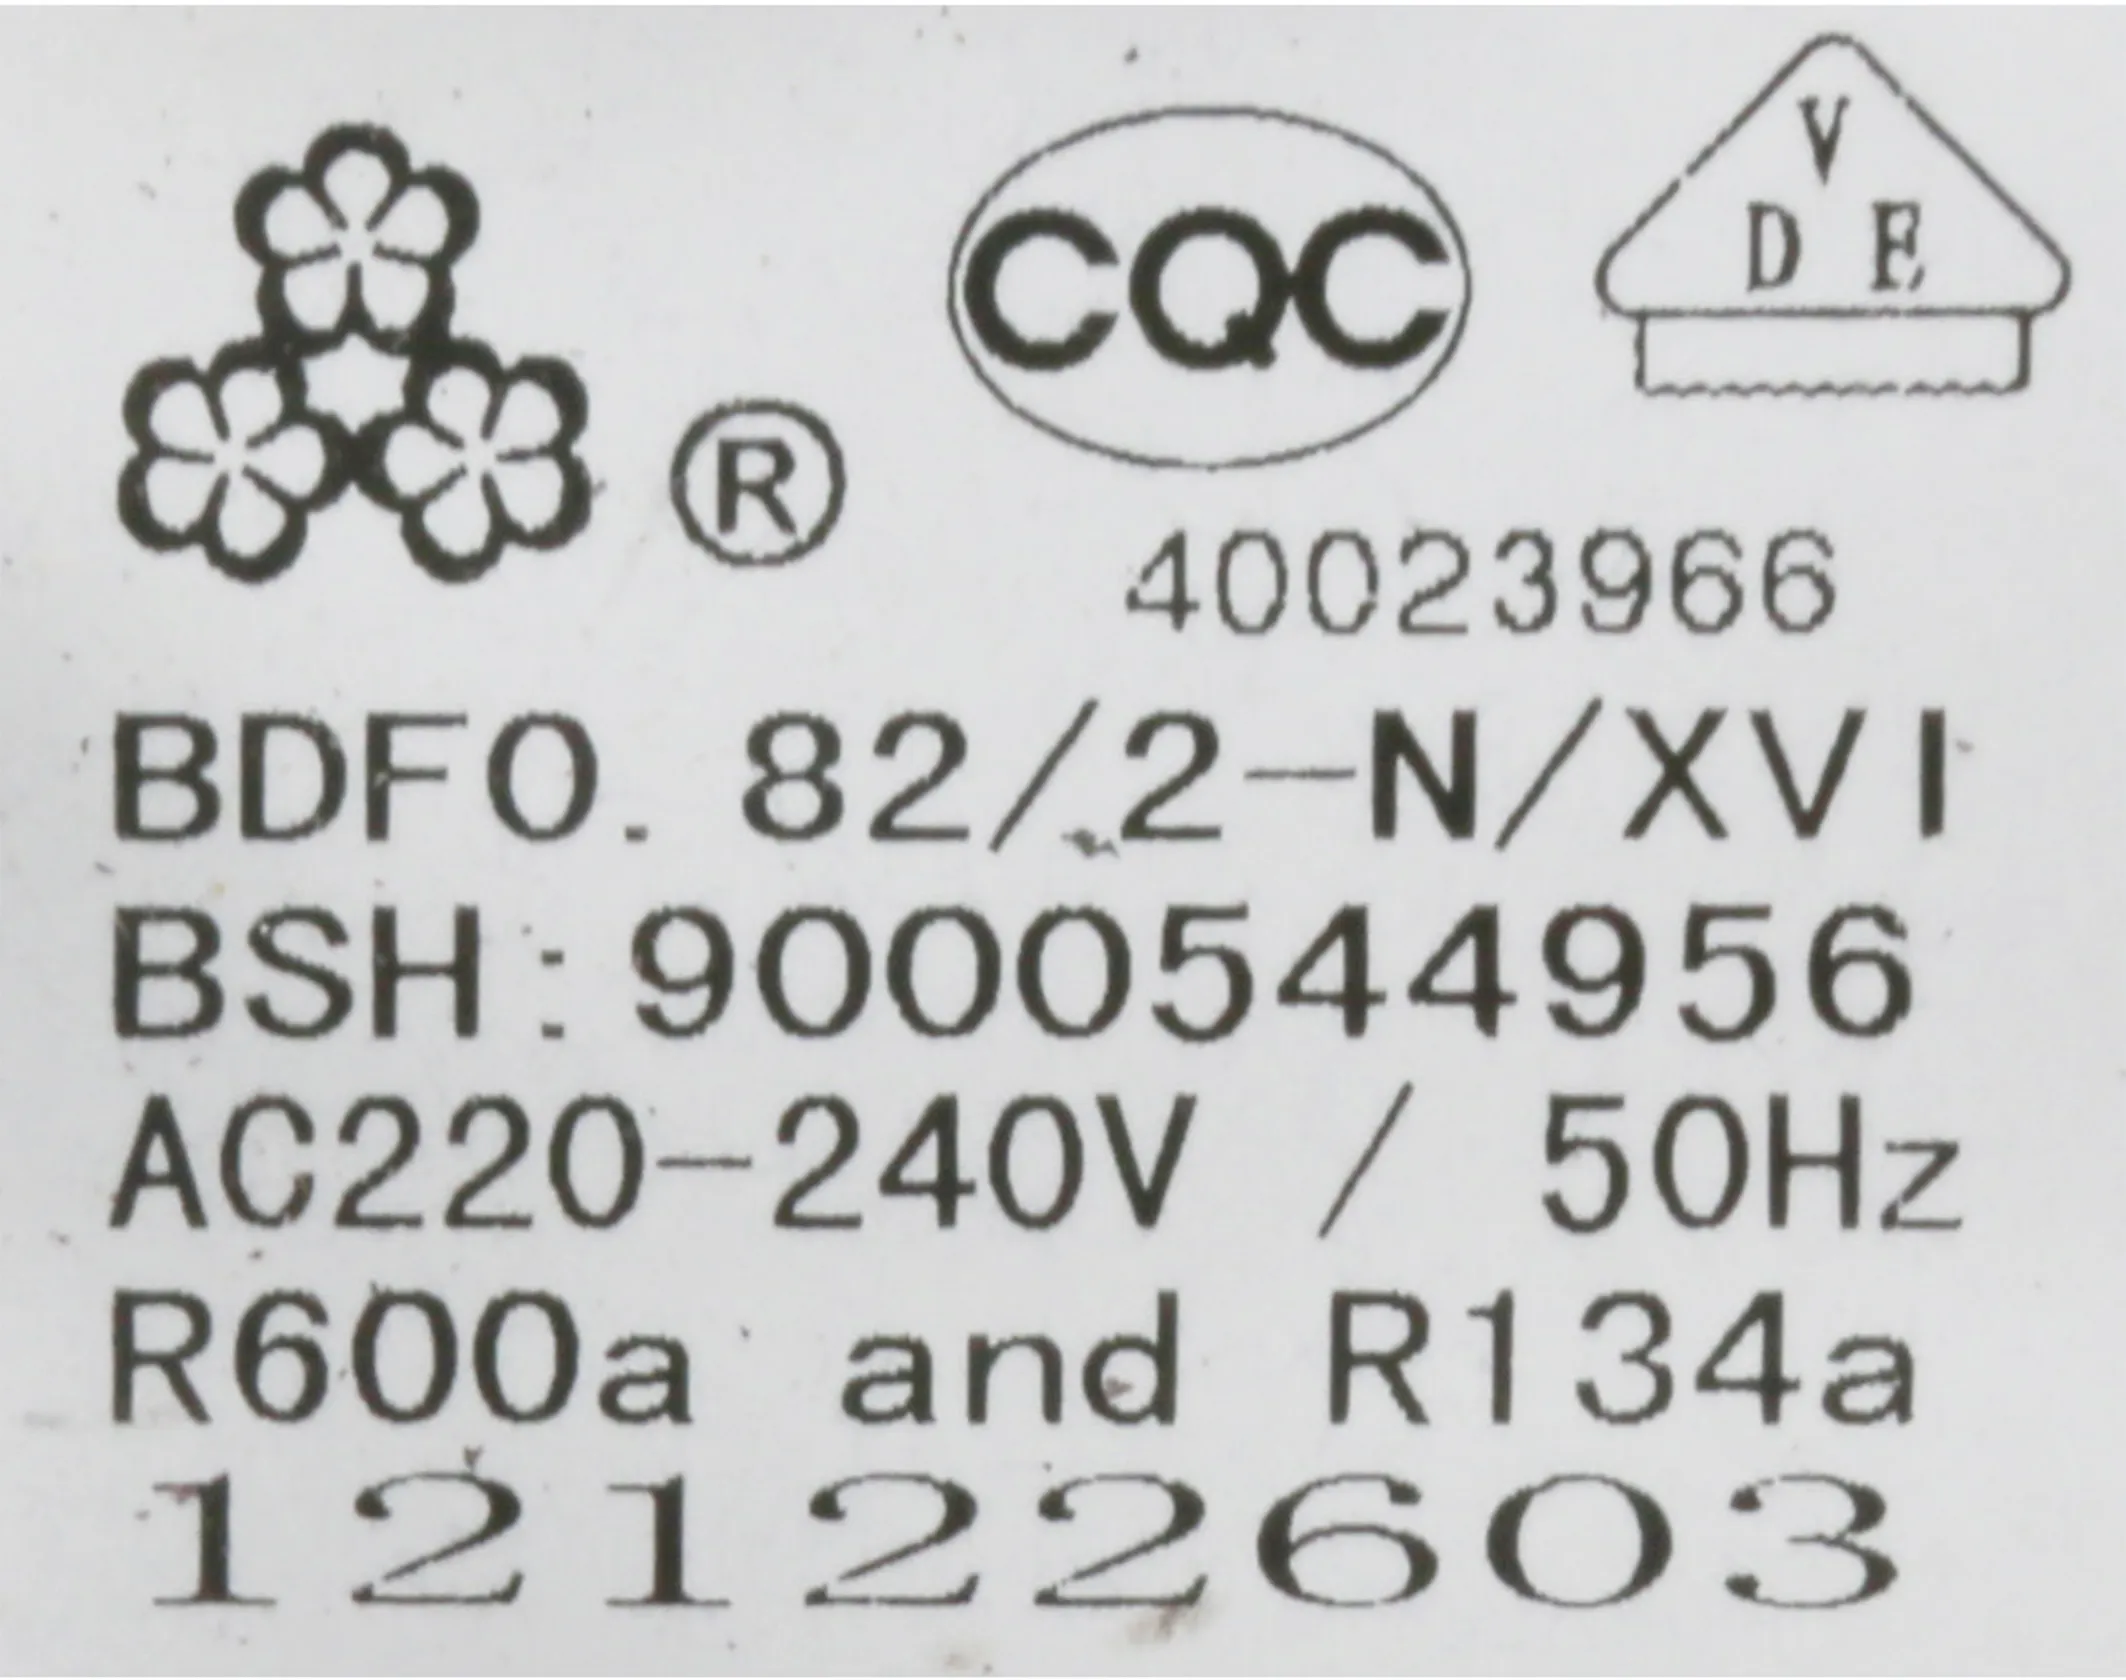 ®
CQC
V
D E
40023966
BDF0. 82/2-N/XVI
BSH:9000544956
AC220-240V / 50Hz
R600a and R134a
12122603